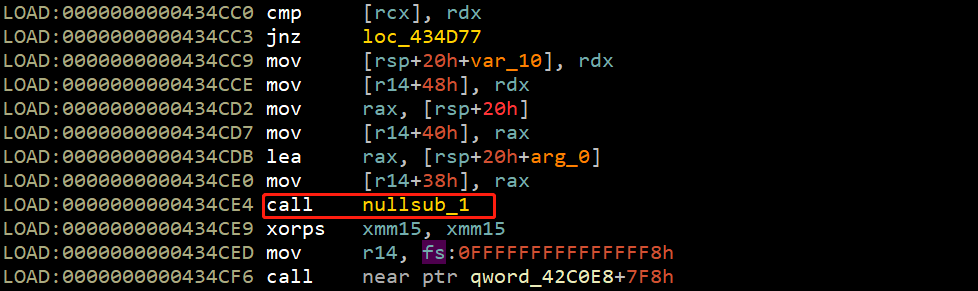 LOAD:0000000000434CC0 cmp     [rcx], rdx
LOAD:0000000000434CC3 jnz     loc_434D77
LOAD:0000000000434CC9 mov     [rsp+20h+var_10], rdx
LOAD:0000000000434CCE mov     [r14+48h], rdx
LOAD:0000000000434CD2 mov     rax, [rsp+20h]
LOAD:0000000000434CD7 mov     [r14+40h], rax
LOAD:0000000000434CDB lea     rax, [rsp+20h+arg_0]
LOAD:0000000000434CE0 mov     [r14+38h], rax
LOAD:0000000000434CE4 call    nullsub_1
LOAD:0000000000434CE9 xorps   xmm15, xmm15
LOAD:0000000000434CED mov     r14, fs:0FFFFFFFFFFFFFFF8h
LOAD:0000000000434CF6 call    near ptr qword_42C0E8+7F8h